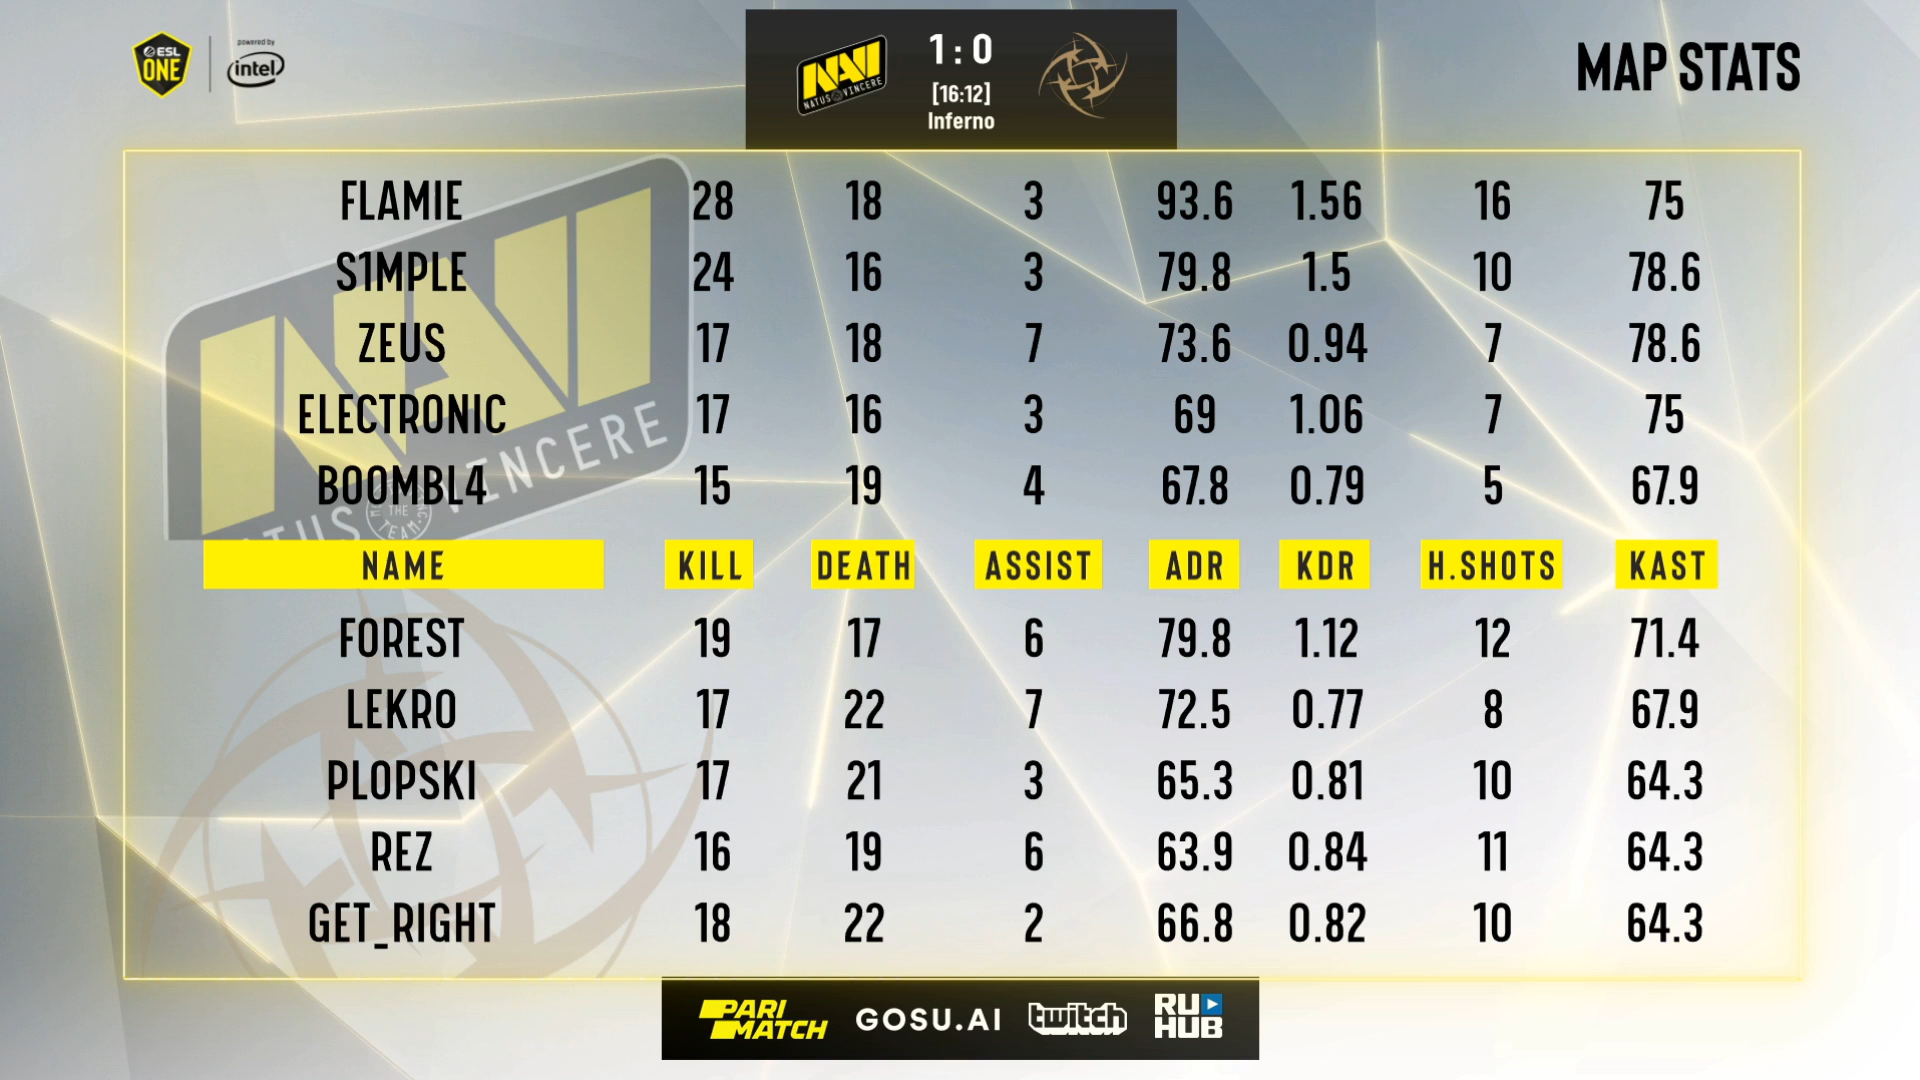 ESL
ONE
powered by
intel
NAVI
NATUS VINCERE
1 : 0
[16:12]
Inferno
MAP STATS
NAVI
NATUS VINCERE
THE
TEAM
FLAMIE 28 18 3 93.6 1.56 16 75
S1MPLE 24 16 3 79.8 1.5 10 78.6
ZEUS 17 18 7 73.6 0.94 7 78.6
ELECTRONIC 17 16 3 69 1.06 7 75
BOOMBL4 15 19 4 67.8 0.79 5 67.9
NAME KILL DEATH ASSIST ADR KDR H.SHOTS KAST
FOREST 19 17 6 79.8 1.12 12 71.4
LEKRO 17 22 7 72.5 0.77 8 67.9
PLOPSKI 17 21 3 65.3 0.81 10 64.3
REZ 16 19 6 63.9 0.84 11 64.3
GET_RIGHT 18 22 2 66.8 0.82 10 64.3
PARI
MATCH
GOSU.AI
twitch
RU
HUB